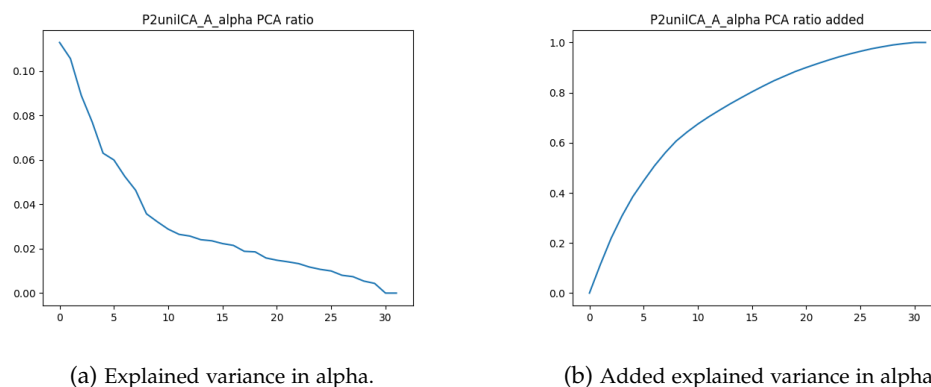 P2uniICA_A_alpha PCA ratio
0.10
0.08
0.06
0.04
0.02
0.00
0 5 10 15 20 25 30
(a) Explained variance in alpha.
P2uniICA_A_alpha PCA ratio added
1.0
0.8
0.6
0.4
0.2
0.0
0 5 10 15 20 25 30
(b) Added explained variance in alpha